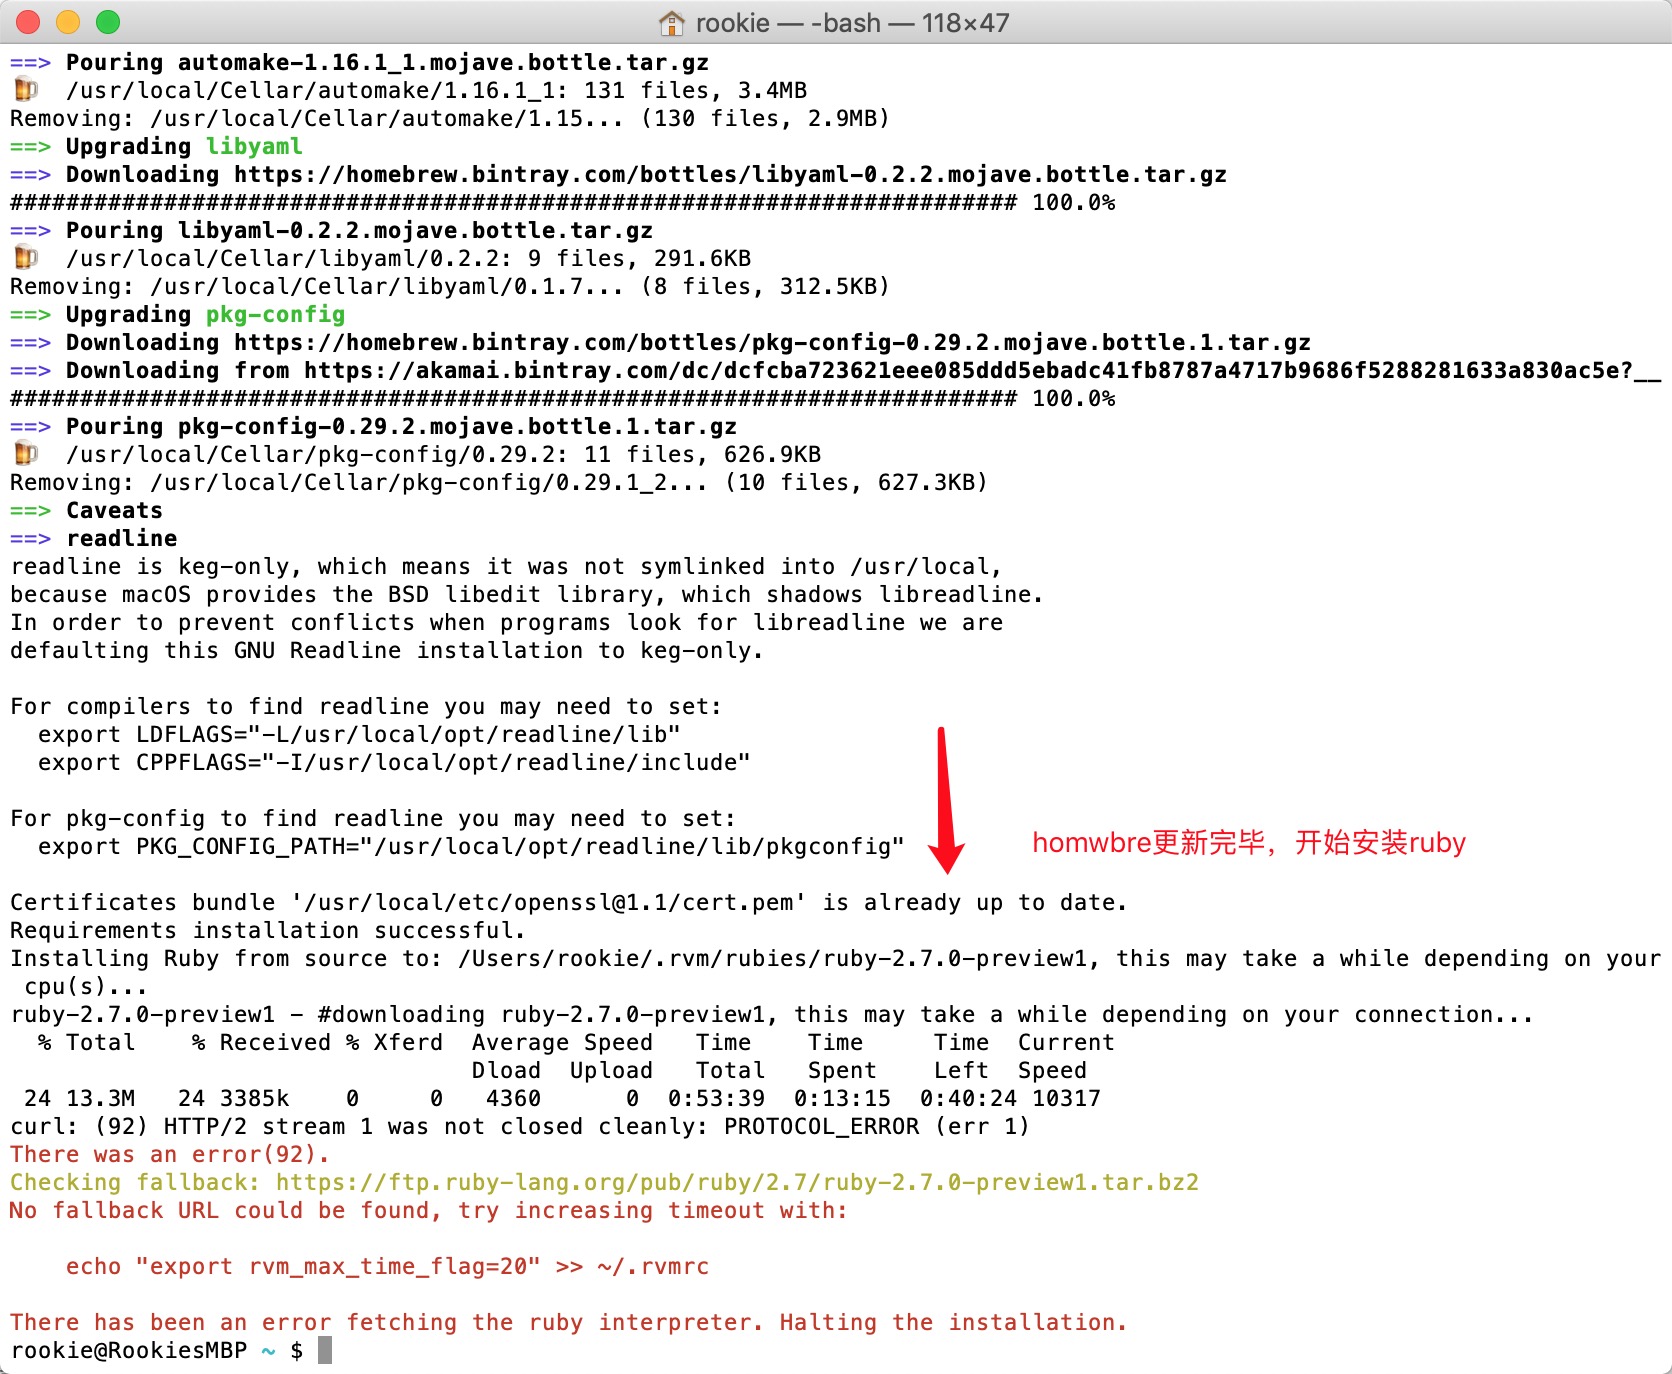 rookie — -bash — 118×47
==> Pouring automake-1.16.1_1.mojave.bottle.tar.gz
🍺  /usr/local/Cellar/automake/1.16.1_1: 131 files, 3.4MB
Removing: /usr/local/Cellar/automake/1.15... (130 files, 2.9MB)
==> Upgrading libyaml
==> Downloading https://homebrew.bintray.com/bottles/libyaml-0.2.2.mojave.bottle.tar.gz
######################################################################## 100.0%
==> Pouring libyaml-0.2.2.mojave.bottle.tar.gz
🍺  /usr/local/Cellar/libyaml/0.2.2: 9 files, 291.6KB
Removing: /usr/local/Cellar/libyaml/0.1.7... (8 files, 312.5KB)
==> Upgrading pkg-config
==> Downloading https://homebrew.bintray.com/bottles/pkg-config-0.29.2.mojave.bottle.1.tar.gz
==> Downloading from https://akamai.bintray.com/dc/dcfcba723621eee085ddd5ebadc41fb8787a4717b9686f5288281633a830ac5e?__
######################################################################## 100.0%
==> Pouring pkg-config-0.29.2.mojave.bottle.1.tar.gz
🍺  /usr/local/Cellar/pkg-config/0.29.2: 11 files, 626.9KB
Removing: /usr/local/Cellar/pkg-config/0.29.1_2... (10 files, 627.3KB)
==> Caveats
==> readline
readline is keg-only, which means it was not symlinked into /usr/local,
because macOS provides the BSD libedit library, which shadows libreadline.
In order to prevent conflicts when programs look for libreadline we are
defaulting this GNU Readline installation to keg-only.
For compilers to find readline you may need to set:
  export LDFLAGS="-L/usr/local/opt/readline/lib"
  export CPPFLAGS="-I/usr/local/opt/readline/include"
For pkg-config to find readline you may need to set:
  export PKG_CONFIG_PATH="/usr/local/opt/readline/lib/pkgconfig"
homwbre更新完毕，开始安装ruby
Certificates bundle '/usr/local/etc/openssl@1.1/cert.pem' is already up to date.
Requirements installation successful.
Installing Ruby from source to: /Users/rookie/.rvm/rubies/ruby-2.7.0-preview1, this may take a while depending on your
 cpu(s)...
ruby-2.7.0-preview1 - #downloading ruby-2.7.0-preview1, this may take a while depending on your connection...
  % Total    % Received % Xferd  Average Speed   Time    Time     Time  Current
                                 Dload  Upload   Total   Spent    Left  Speed
 24 13.3M   24 3385k    0     0   4360      0  0:53:39  0:13:15  0:40:24 10317
curl: (92) HTTP/2 stream 1 was not closed cleanly: PROTOCOL_ERROR (err 1)
There was an error(92).
Checking fallback: https://ftp.ruby-lang.org/pub/ruby/2.7/ruby-2.7.0-preview1.tar.bz2
No fallback URL could be found, try increasing timeout with:
    echo "export rvm_max_time_flag=20" >> ~/.rvmrc
There has been an error fetching the ruby interpreter. Halting the installation.
rookie@RookiesMBP ~ $